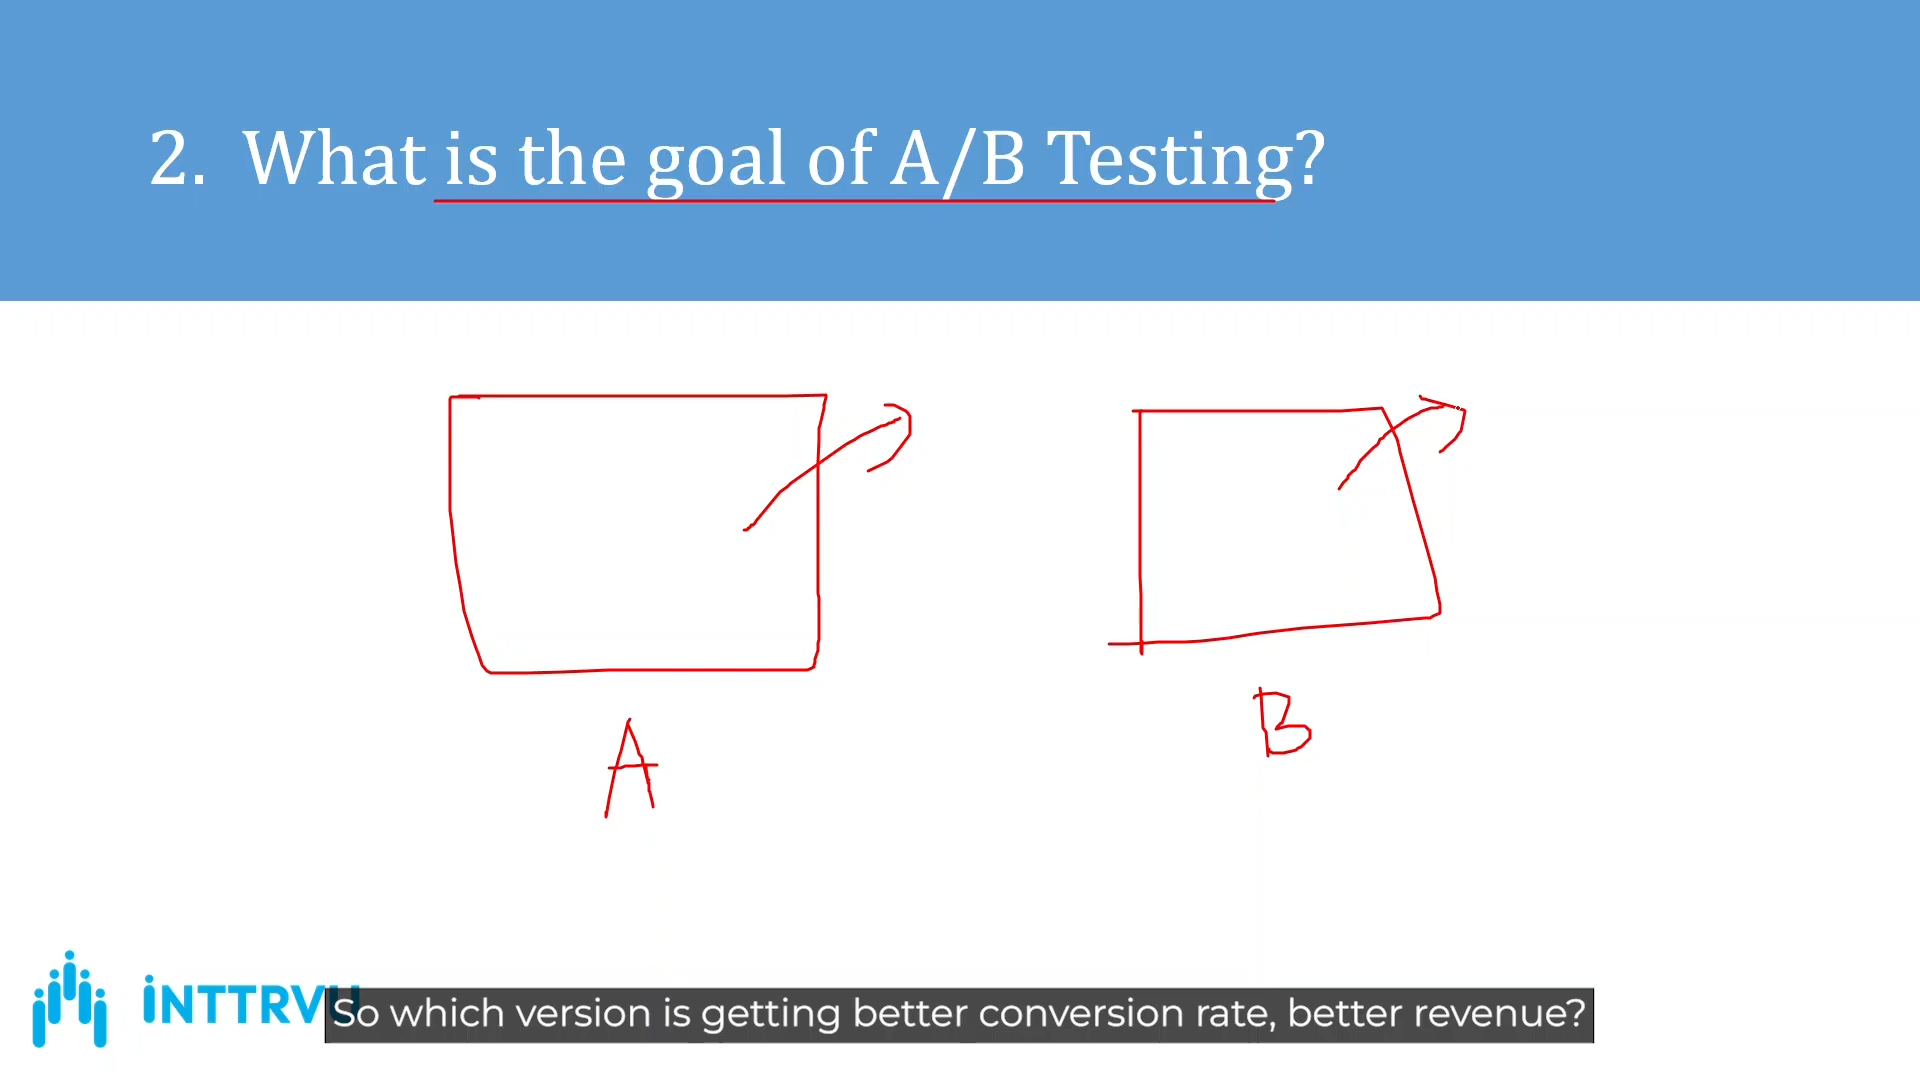 2. What is the goal of A/B Testing?
A
B
iNTTRVU
So which version is getting better conversion rate, better revenue?